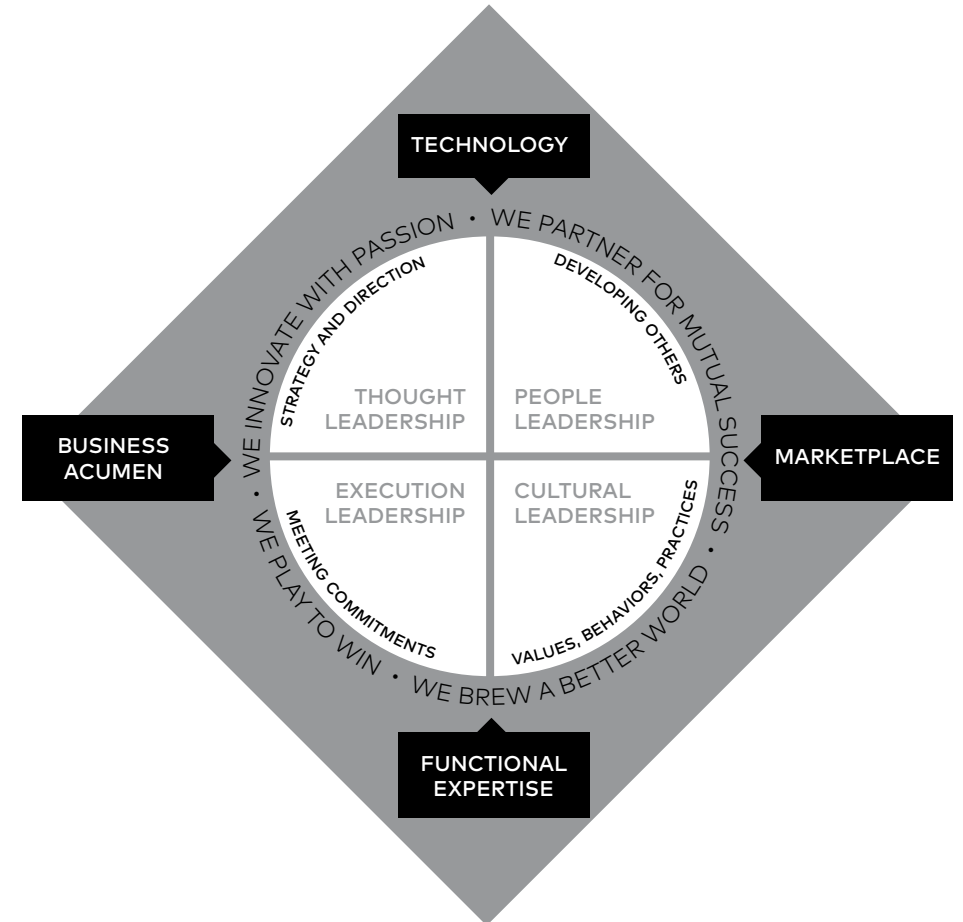 TECHNOLOGY
WE INNOVATE WITH PASSION • WE PARTNER FOR MUTUAL SUCCESS • WE BREW A BETTER WORLD • WE PLAY TO WIN •
STRATEGY AND DIRECTION
DEVELOPING OTHERS
THOUGHT
LEADERSHIP
PEOPLE
LEADERSHIP
BUSINESS
ACUMEN
MARKETPLACE
EXECUTION
LEADERSHIP
CULTURAL
LEADERSHIP
MEETING COMMITMENTS
VALUES, BEHAVIORS, PRACTICES
FUNCTIONAL
EXPERTISE